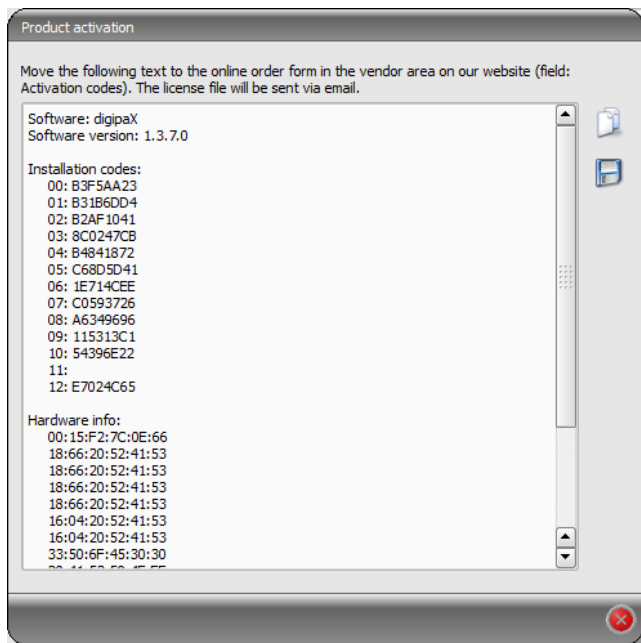 Product activation
Move the following text to the online order form in the vendor area on our website (field:
Activation codes). The license file will be sent via email.
Software: digipaX
Software version: 1.3.7.0
Installation codes:
00: B3F5AA23
01: B31B6DD4
02: B2AF1041
03: 8C0247CB
04: B4841872
05: C68D5D41
06: 1E714CEE
07: C0593726
08: A6349696
09: 115313C1
10: 54396E22
11:
12: E7024C65
Hardware info:
00:15:F2:7C:0E:66
18:66:20:52:41:53
18:66:20:52:41:53
18:66:20:52:41:53
18:66:20:52:41:53
16:04:20:52:41:53
16:04:20:52:41:53
33:50:6F:45:30:30